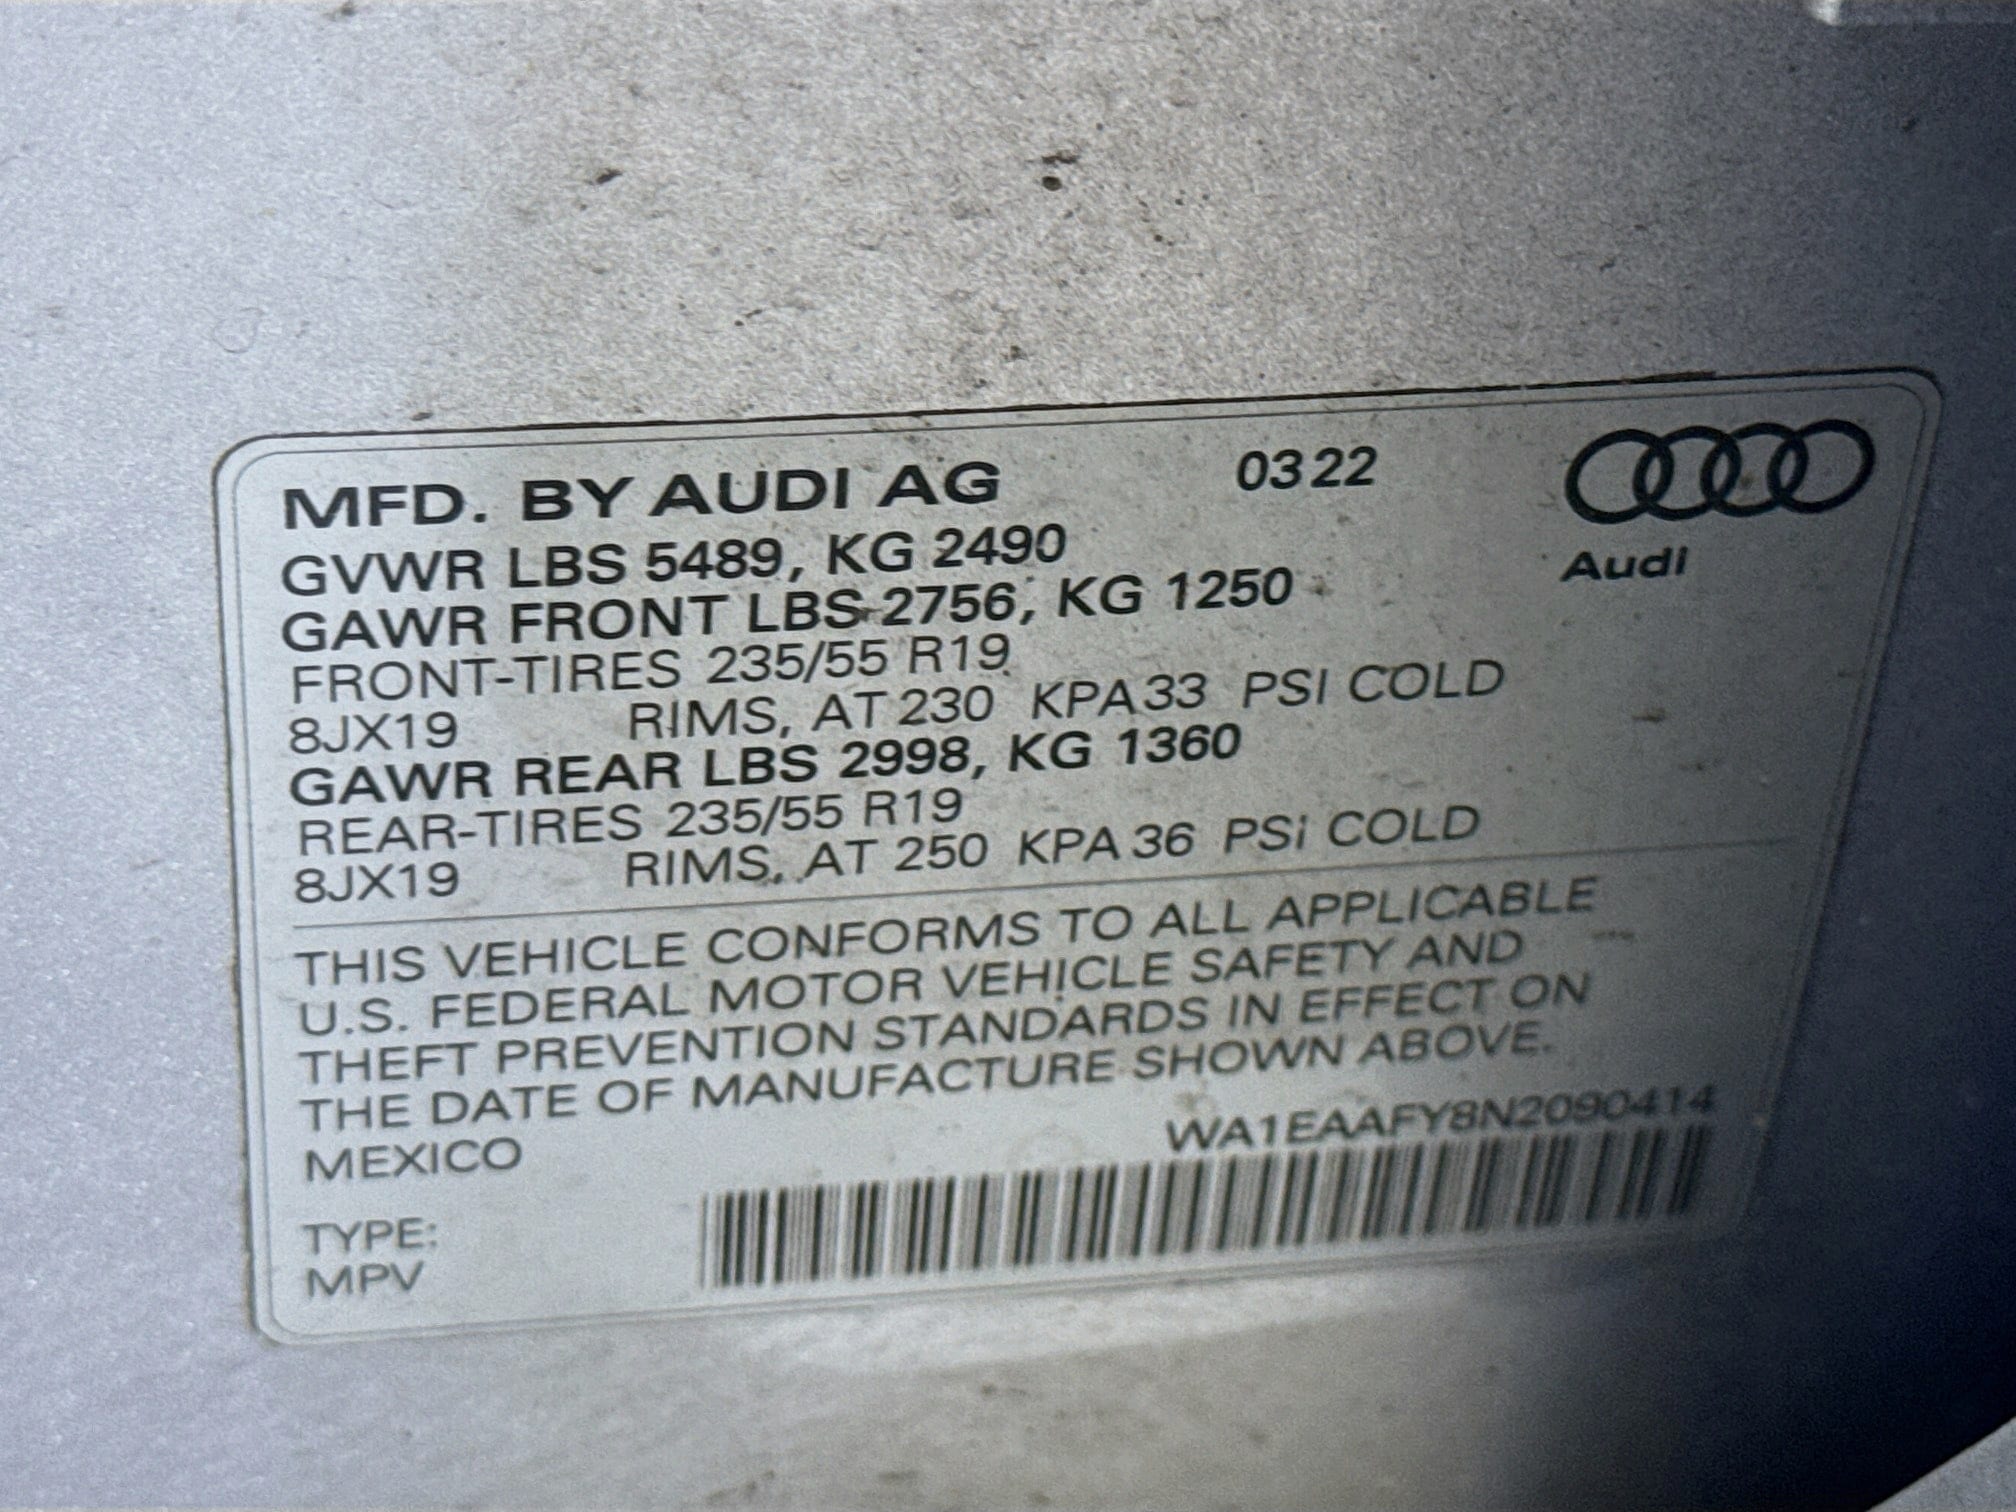 MFD. BY AUDI AG 0322
Audi
GVWR LBS 5489, KG 2490
GAWR FRONT LBS 2756, KG 1250
FRONT-TIRES 235/55 R19
8JX19 RIMS, AT 230 KPA 33 PSI COLD
GAWR REAR LBS 2998, KG 1360
REAR-TIRES 235/55 R19
8JX19 RIMS, AT 250 KPA 36 PSi COLD
THIS VEHICLE CONFORMS TO ALL APPLICABLE
U.S. FEDERAL MOTOR VEHICLE SAFETY AND
THEFT PREVENTION STANDARDS IN EFFECT ON
THE DATE OF MANUFACTURE SHOWN ABOVE.
MEXICO WA1EAAFY8N2090414
TYPE:
MPV